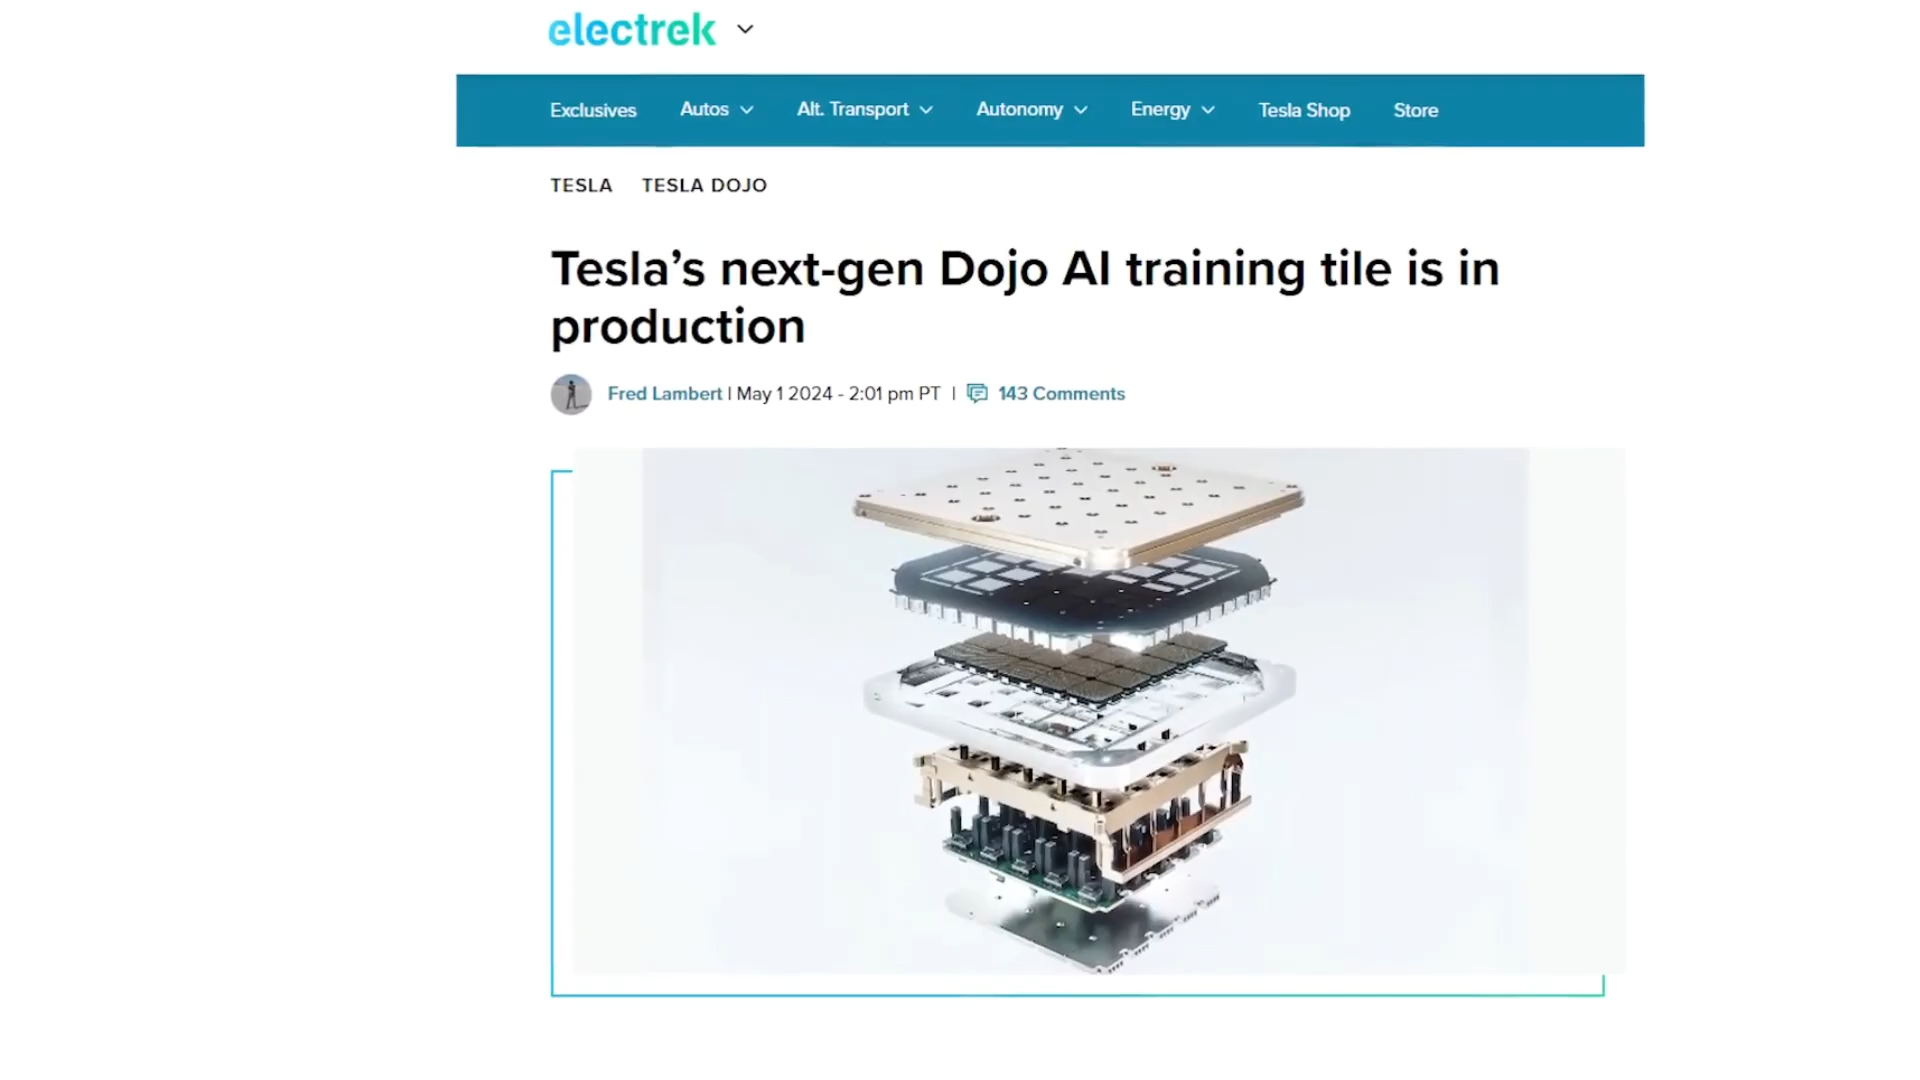 electrek
Exclusives Autos Alt. Transport Autonomy Energy Tesla Shop Store
TESLA TESLA DOJO
Tesla’s next-gen Dojo AI training tile is in
production
Fred Lambert | May 1 2024 - 2:01 pm PT | 143 Comments